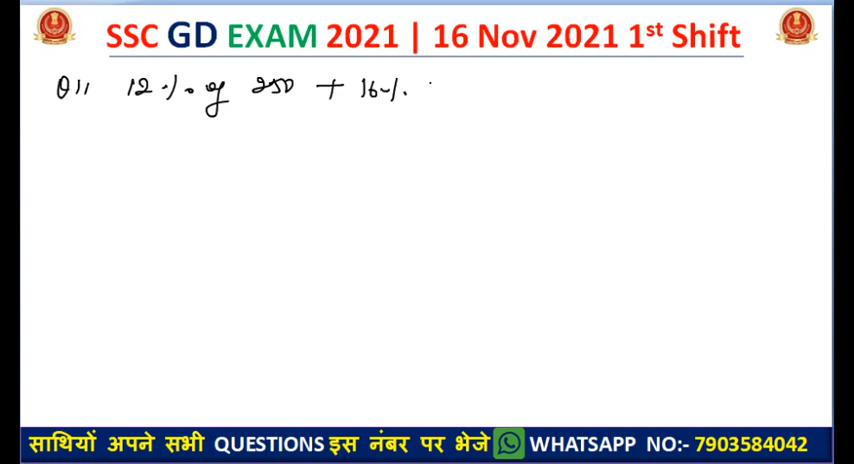 SSC GD EXAM 2021 | 16 Nov 2021 1st Shift
Q11 12 % of 250 + 16%
साथियों अपने सभी QUESTIONS इस नंबर पर भेजे WHATSAPP NO:- 7903584042